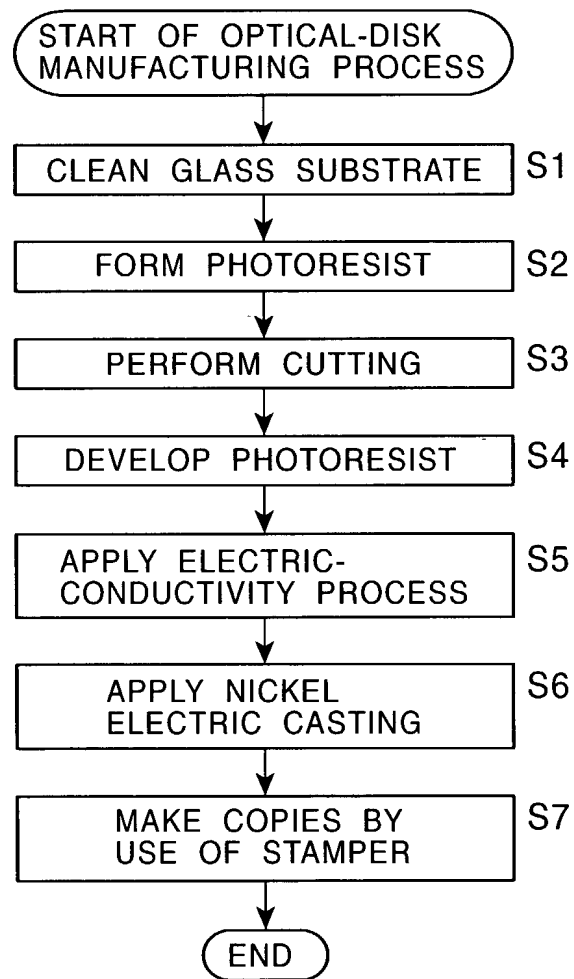 START OF OPTICAL-DISK
MANUFACTURING PROCESS
CLEAN GLASS SUBSTRATE S1
FORM PHOTORESIST S2
PERFORM CUTTING S3
DEVELOP PHOTORESIST S4
APPLY ELECTRIC- S5
CONDUCTIVITY PROCESS
APPLY NICKEL S6
ELECTRIC CASTING
MAKE COPIES BY S7
USE OF STAMPER
END